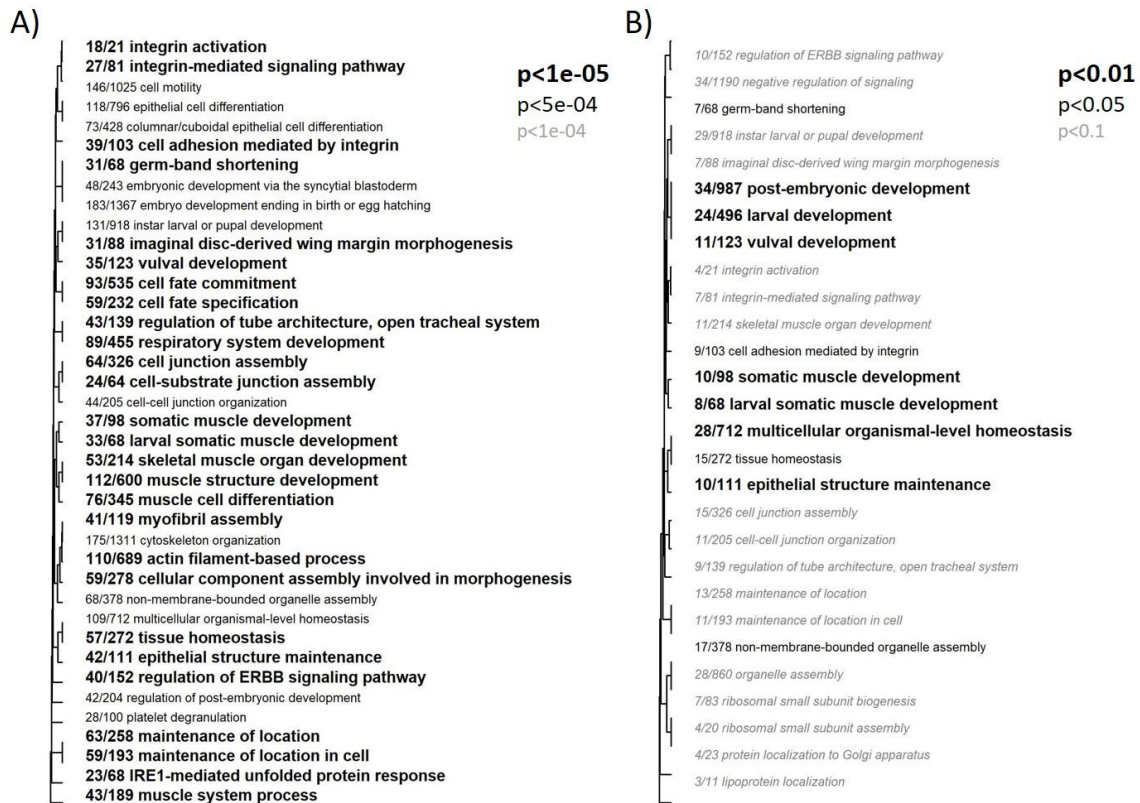 A)
18/21 integrin activation
27/81 integrin-mediated signaling pathway
146/1025 cell motility
118/796 epithelial cell differentiation
73/428 columnar/cuboidal epithelial cell differentiation
39/103 cell adhesion mediated by integrin
31/68 germ-band shortening
48/243 embryonic development via the syncytial blastoderm
183/1367 embryo development ending in birth or egg hatching
131/918 instar larval or pupal development
31/88 imaginal disc-derived wing margin morphogenesis
35/123 vulval development
93/535 cell fate commitment
59/232 cell fate specification
43/139 regulation of tube architecture, open tracheal system
89/455 respiratory system development
64/326 cell junction assembly
24/64 cell-substrate junction assembly
44/205 cell-cell junction organization
37/98 somatic muscle development
33/68 larval somatic muscle development
53/214 skeletal muscle organ development
112/600 muscle structure development
76/345 muscle cell differentiation
41/119 myofibril assembly
175/1311 cytoskeleton organization
110/689 actin filament-based process
59/278 cellular component assembly involved in morphogenesis
68/378 non-membrane-bounded organelle assembly
109/712 multicellular organismal-level homeostasis
57/272 tissue homeostasis
42/111 epithelial structure maintenance
40/152 regulation of ERBB signaling pathway
42/204 regulation of post-embryonic development
28/100 platelet degranulation
63/258 maintenance of location
59/193 maintenance of location in cell
23/68 IRE1-mediated unfolded protein response
43/189 muscle system process
p<1e-05
p<5e-04
p<1e-04
B)
10/152 regulation of ERBB signaling pathway
34/1190 negative regulation of signaling
7/68 germ-band shortening
29/918 instar larval or pupal development
7/88 imaginal disc-derived wing margin morphogenesis
34/987 post-embryonic development
24/496 larval development
11/123 vulval development
4/21 integrin activation
7/81 integrin-mediated signaling pathway
11/214 skeletal muscle organ development
9/103 cell adhesion mediated by integrin
10/98 somatic muscle development
8/68 larval somatic muscle development
28/712 multicellular organismal-level homeostasis
15/272 tissue homeostasis
10/111 epithelial structure maintenance
15/326 cell junction assembly
11/205 cell-cell junction organization
9/139 regulation of tube architecture, open tracheal system
13/258 maintenance of location
11/193 maintenance of location in cell
17/378 non-membrane-bounded organelle assembly
28/860 organelle assembly
7/83 ribosomal small subunit biogenesis
4/20 ribosomal small subunit assembly
4/23 protein localization to Golgi apparatus
3/11 lipoprotein localization
p<0.01
p<0.05
p<0.1